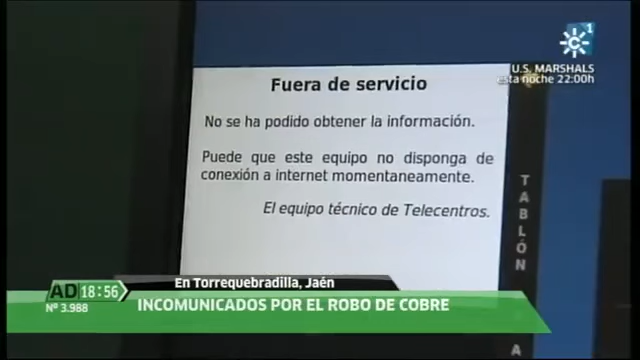 1
U.S. MARSHALS
esta noche 22:00h
Fuera de servicio
No se ha podido obtener la información.
Puede que este equipo no disponga de
conexión a internet momentaneamente.
El equipo técnico de Telecentros.
TABLÓN
A
En Torrequebradilla, Jaén
AD 18:56
Nº 3.988
INCOMUNICADOS POR EL ROBO DE COBRE